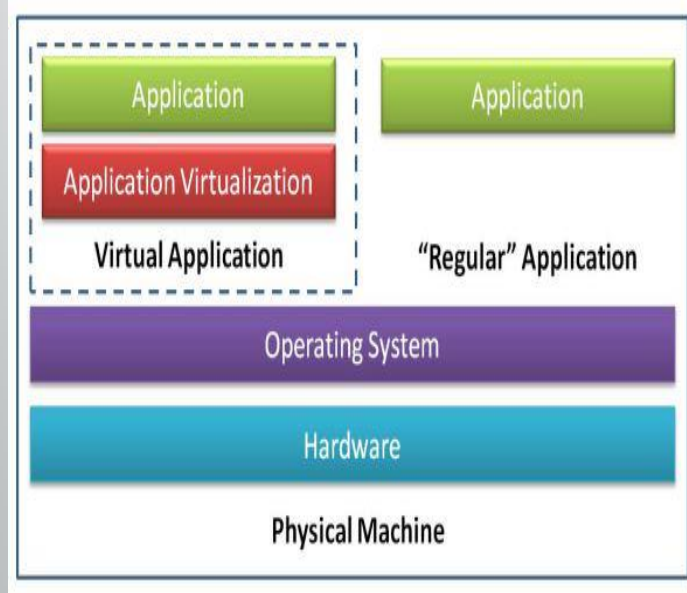 Application
Application
Application Virtualization
Virtual Application
“Regular” Application
Operating System
Hardware
Physical Machine